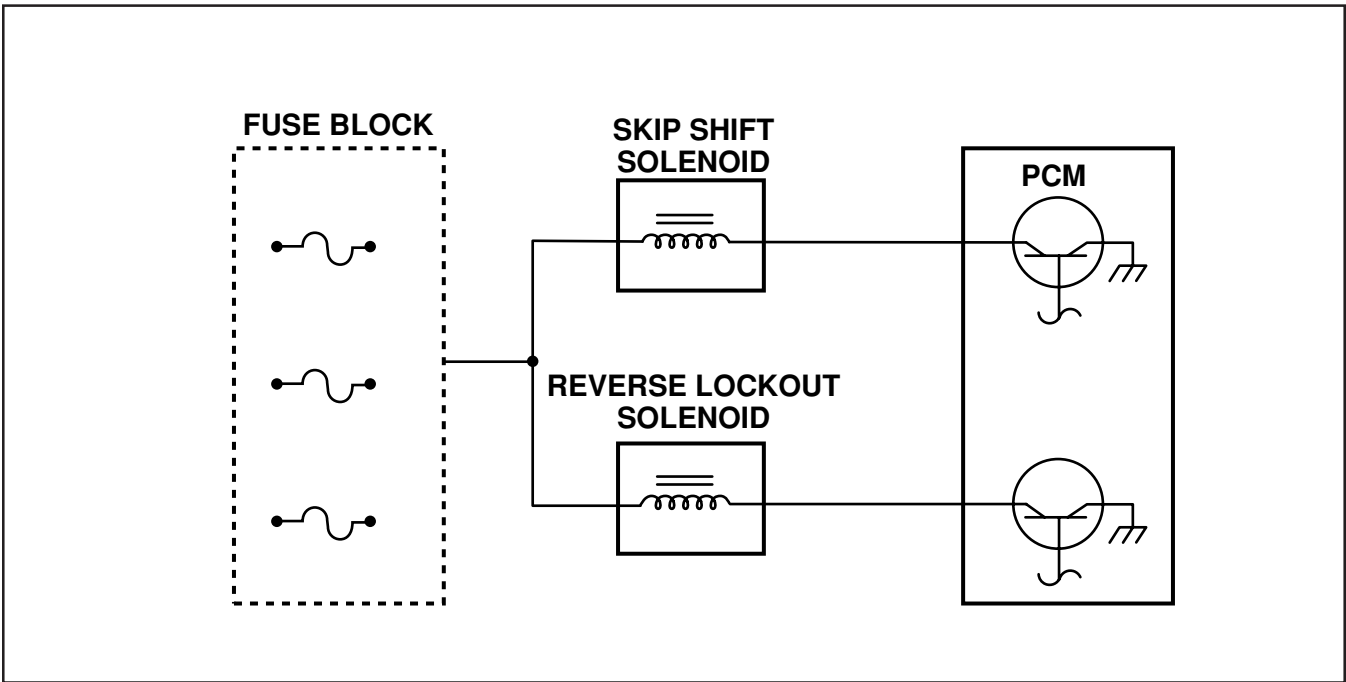 FUSE BLOCK
SKIP SHIFT
SOLENOID
PCM
REVERSE LOCKOUT
SOLENOID